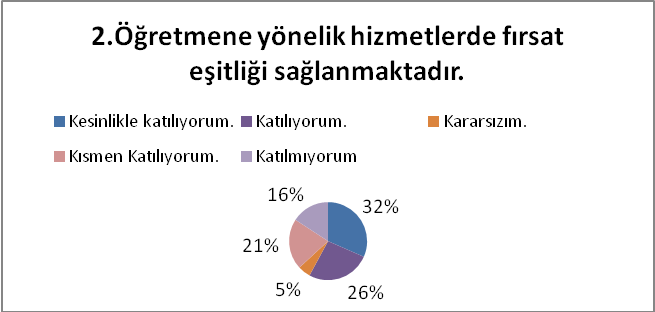 2.Öğretmene yönelik hizmetlerde fırsat
eşitliği sağlanmaktadır.
Kesinlikle katılıyorum. Katılıyorum. Kararsızım.
Kısmen Katılıyorum. Katılmıyorum
16% 32%
21%
5% 26%